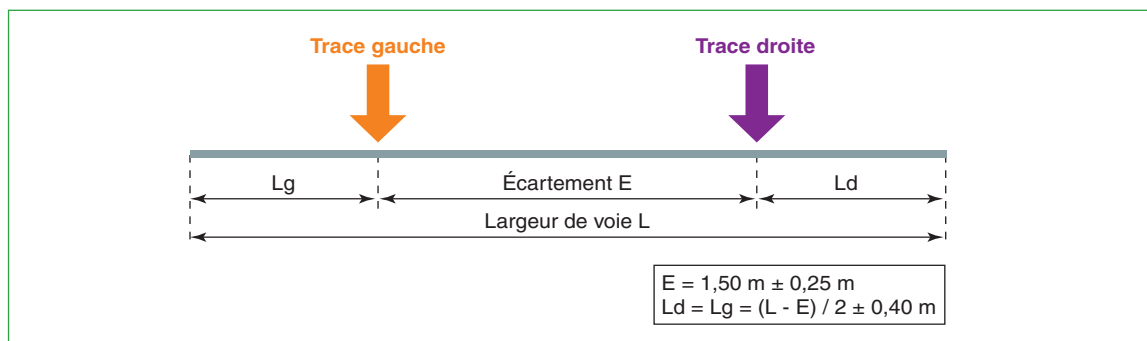 Trace gauche
Trace droite
Lg
Écartement E
Ld
Largeur de voie L
E = 1,50 m ± 0,25 m
Ld = Lg = (L - E) / 2 ± 0,40 m